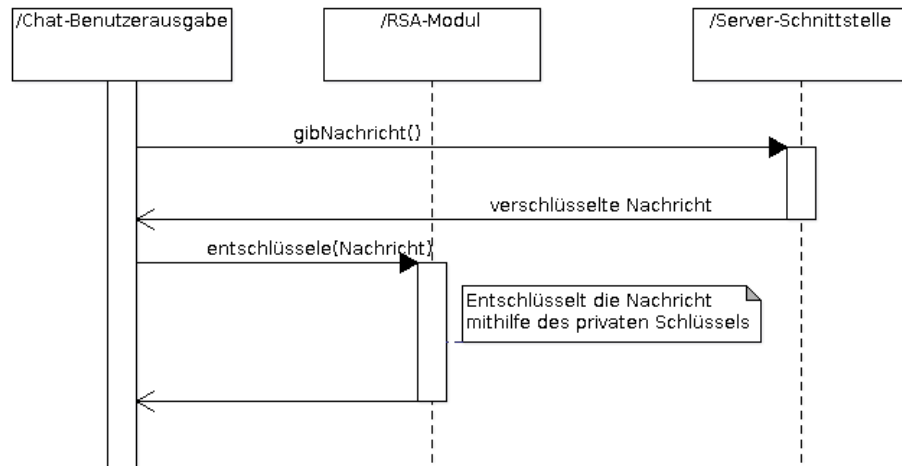 /Chat-Benutzerausgabe
/RSA-Modul
/Server-Schnittstelle
gibNachricht()
verschlüsselte Nachricht
entschlüssele(Nachricht)
Entschlüsselt die Nachricht
mithilfe des privaten Schlüssels